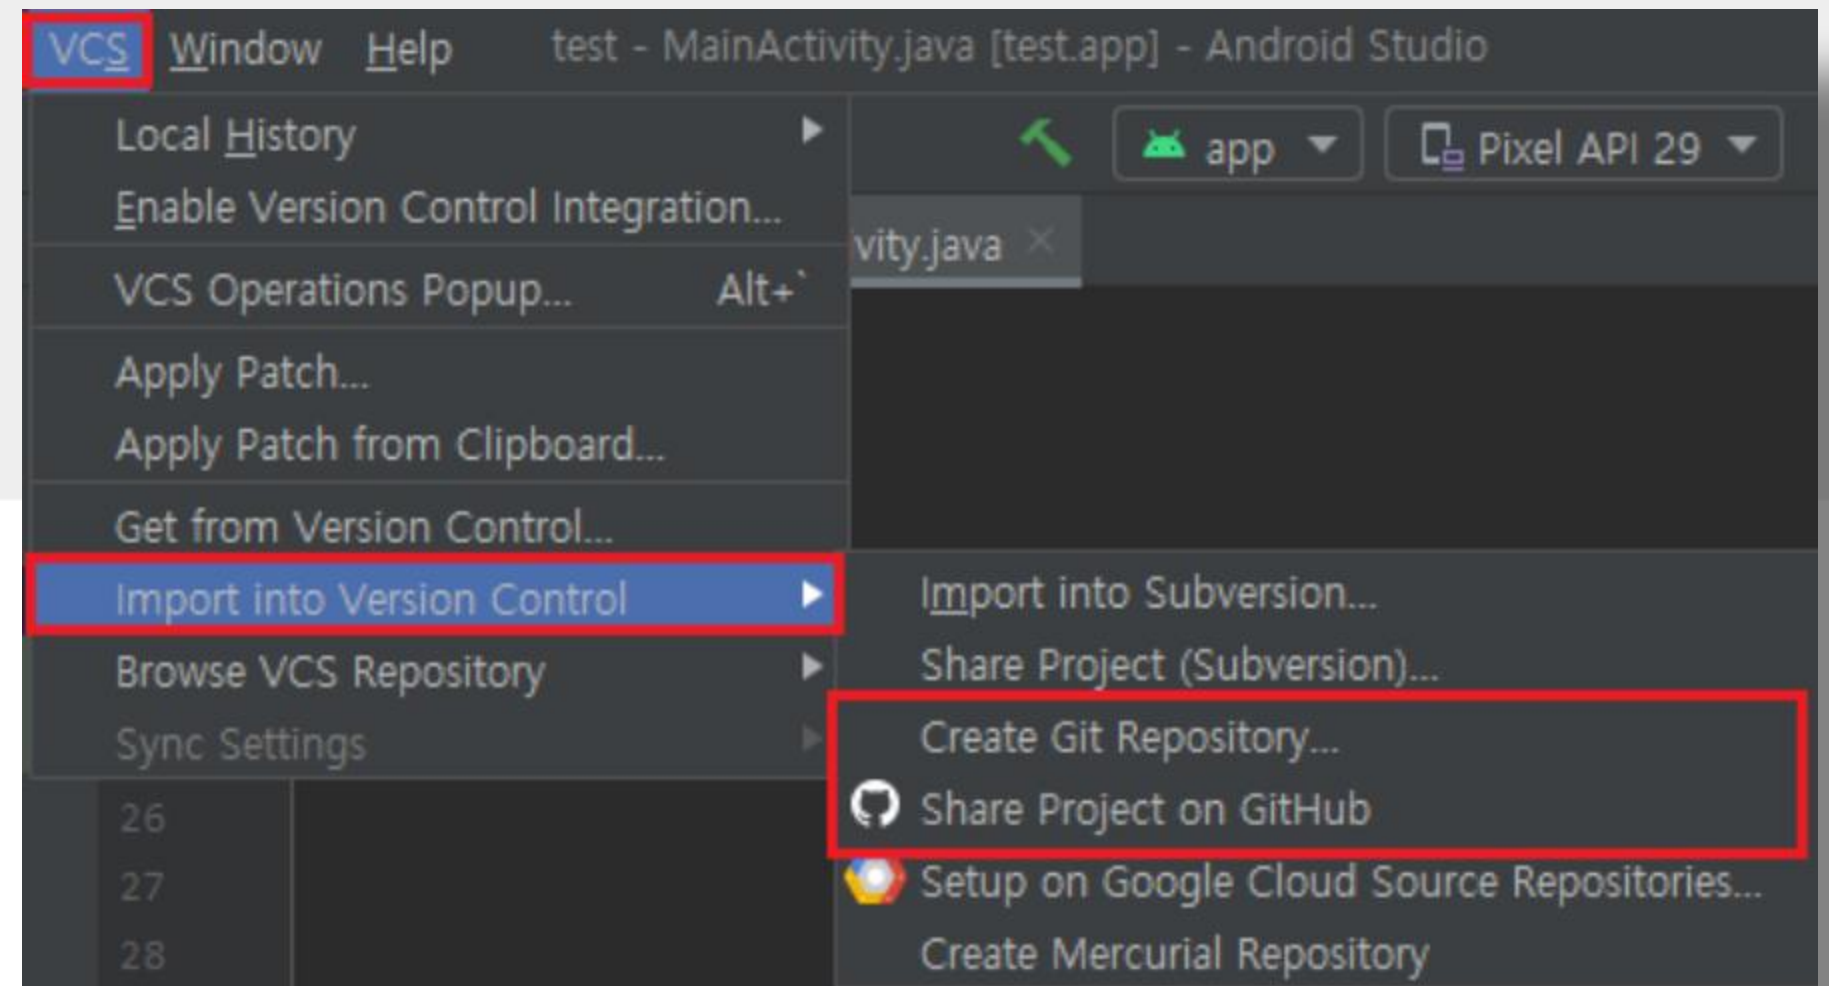 VCS Window Help test - MainActivity.java [test.app] - Android Studio
Local History
app
Pixel API 29
Enable Version Control Integration...
vity.java
VCS Operations Popup... Alt+`
Apply Patch...
Apply Patch from Clipboard...
Get from Version Control...
Import into Version Control
Browse VCS Repository
Sync Settings
Import into Subversion...
Share Project (Subversion)...
Create Git Repository...
Share Project on GitHub
Setup on Google Cloud Source Repositories...
Create Mercurial Repository
26
27
28